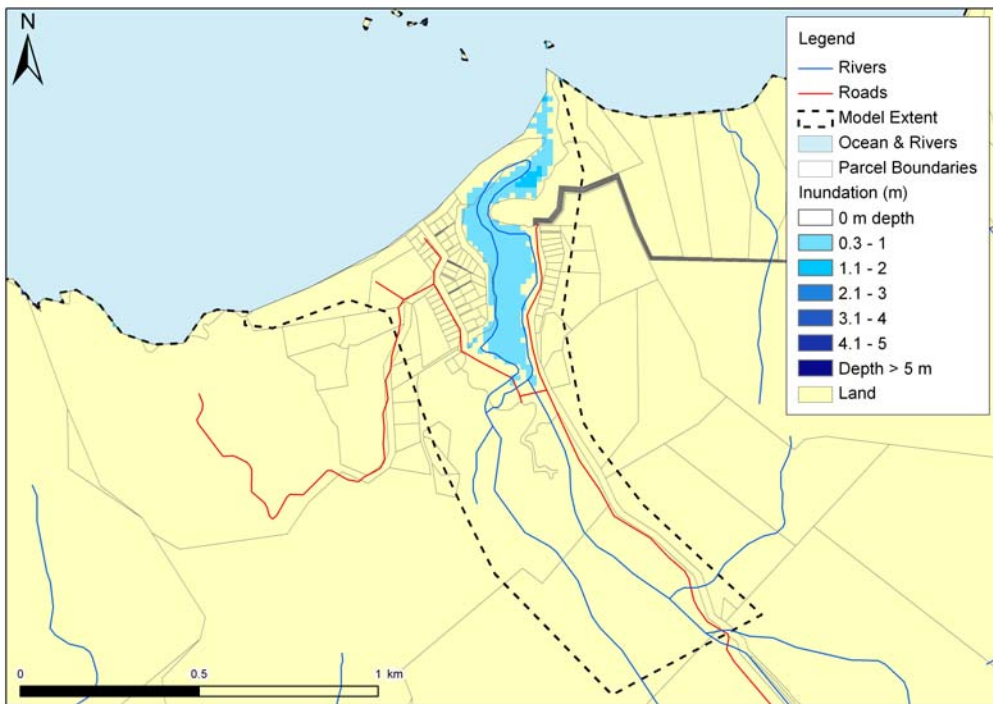 N
Legend
Rivers
Roads
Model Extent
Ocean & Rivers
Parcel Boundaries
Inundation (m)
0 m depth
0.3 - 1
1.1 - 2
2.1 - 3
3.1 - 4
4.1 - 5
Depth > 5 m
Land
0 0.5 1 km